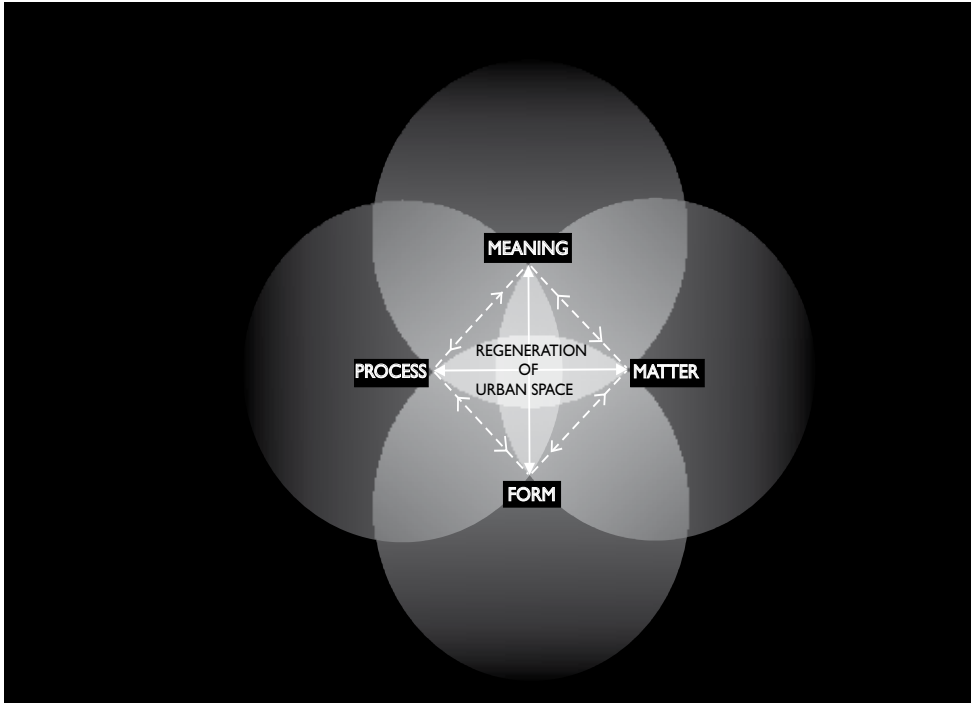 MEANING
REGENERATION
OF
URBAN SPACE
PROCESS
MATTER
FORM